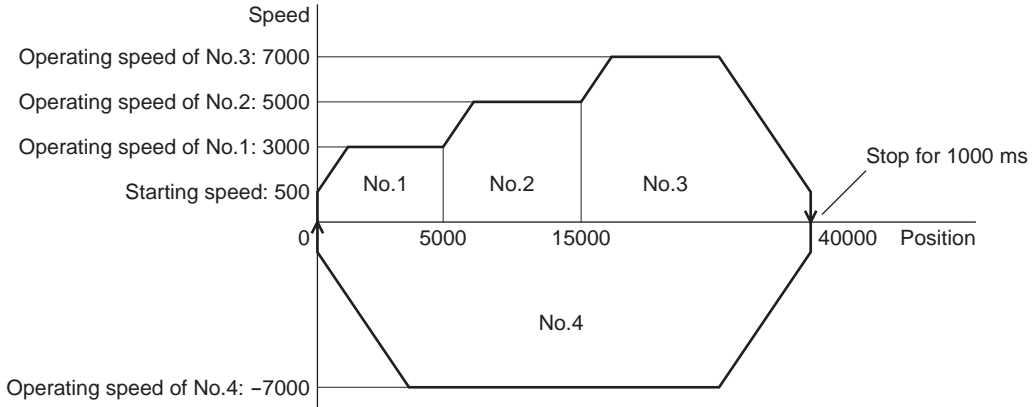 Speed
Operating speed of No.3: 7000
Operating speed of No.2: 5000
Operating speed of No.1: 3000
Stop for 1000 ms
Starting speed: 500
No.1
No.2
No.3
0
5000
15000
40000
Position
No.4
Operating speed of No.4: −7000